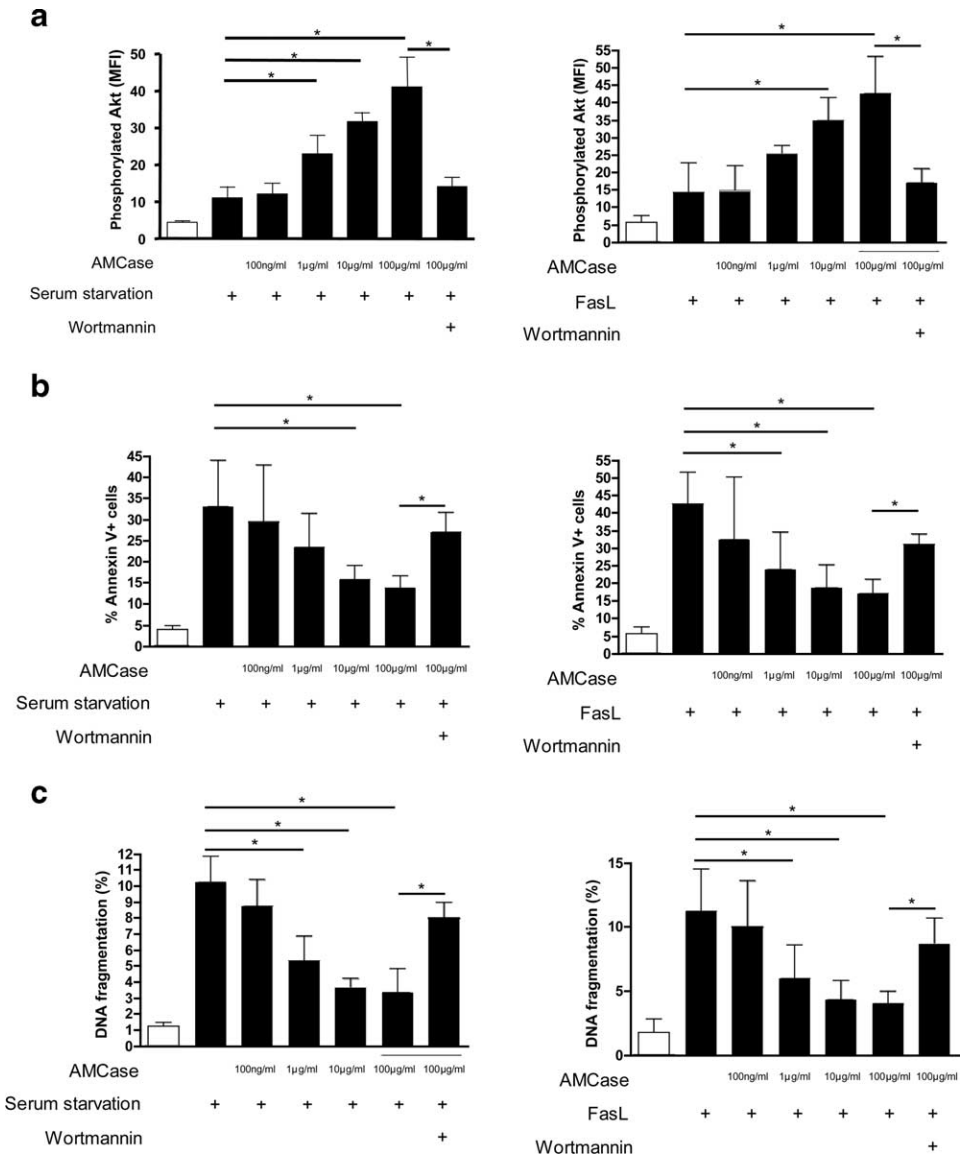 a
Phosphorylated Akt (MFI)
50
40
30
20
10
0
*
*
*
*
AMCase 100ng/ml 1µg/ml 10µg/ml 100µg/ml 100µg/ml
Serum starvation + + + + + +
Wortmannin +
Phosphorylated Akt (MFI)
55
50
45
40
35
30
25
20
15
10
5
0
*
*
*
AMCase 100ng/ml 1µg/ml 10µg/ml 100µg/ml 100µg/ml
FasL + + + + + +
Wortmannin +
b
% Annexin V+ cells
45
40
35
30
25
20
15
10
5
0
*
*
*
AMCase 100ng/ml 1µg/ml 10µg/ml 100µg/ml 100µg/ml
Serum starvation + + + + + +
Wortmannin +
% Annexin V+ cells
55
50
45
40
35
30
25
20
15
10
5
0
*
*
*
*
AMCase 100ng/ml 1µg/ml 10µg/ml 100µg/ml 100µg/ml
FasL + + + + + +
Wortmannin +
c
DNA fragmentation (%)
12
11
10
9
8
7
6
5
4
3
2
1
0
*
*
*
*
AMCase 100ng/ml 1µg/ml 10µg/ml 100µg/ml 100µg/ml
Serum starvation + + + + + +
Wortmannin +
DNA fragmentation (%)
15
10
5
0
*
*
*
*
AMCase 100ng/ml 1µg/ml 10µg/ml 100µg/ml 100µg/ml
FasL + + + + + +
Wortmannin +